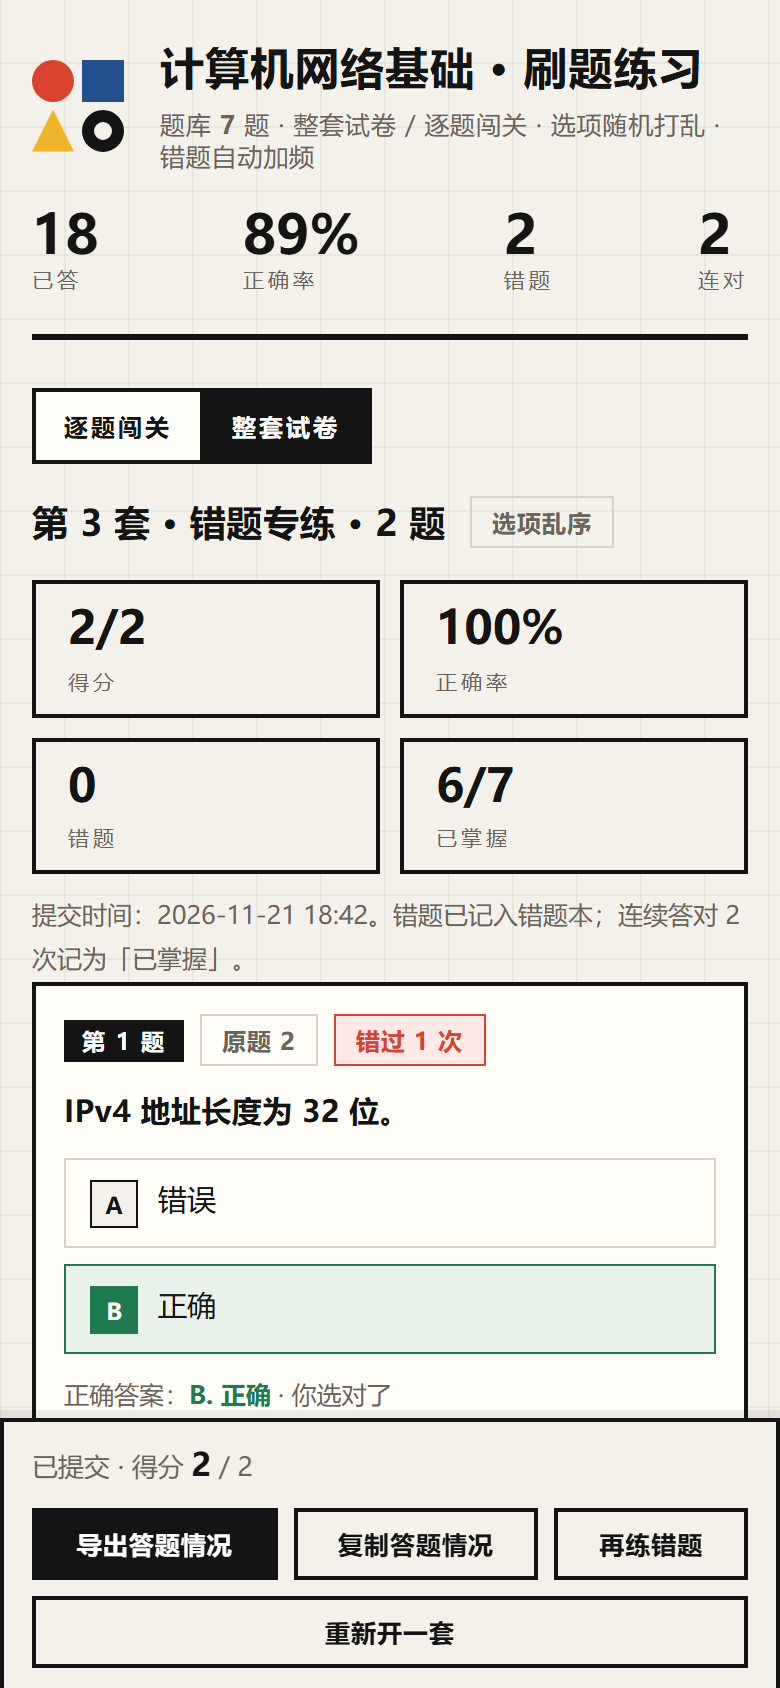 计算机网络基础・刷题练习
题库 7 题 · 整套试卷 / 逐题闯关 · 选项随机打乱 ·
错题自动加频
18 89% 2 2
已答 正确率 错题 连对
逐题闯关 整套试卷
第 3 套・错题专练・2 题 选项乱序
2/2 100%
得分 正确率
0 6/7
错题 已掌握
提交时间：2026-11-21 18:42。错题已记入错题本；连续答对 2
次记为「已掌握」。
第 1 题 原题 2 错过 1 次
IPv4 地址长度为 32 位。
A 错误
B 正确
正确答案：B. 正确 · 你选对了
已提交 · 得分 2 / 2
导出答题情况 复制答题情况 再练错题
重新开一套